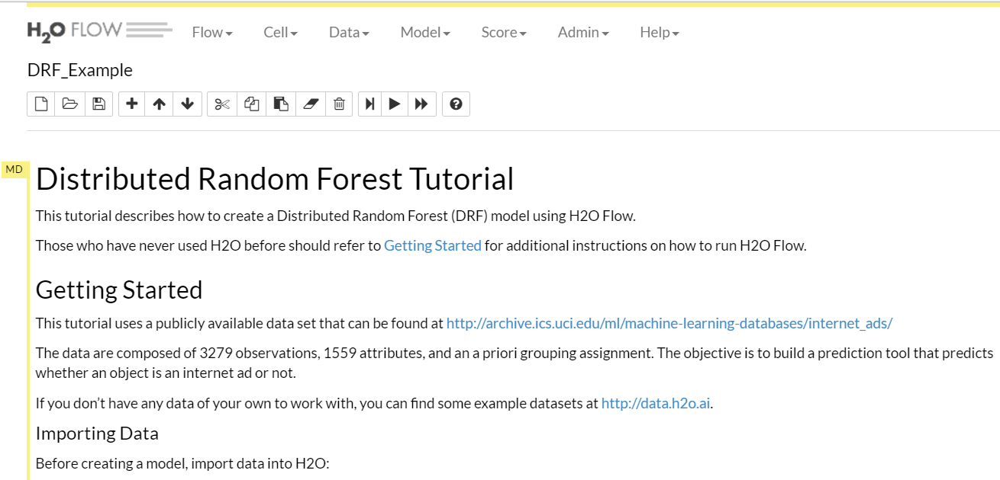 H2O FLOW Flow Cell Data Model Score Admin Help
DRF_Example
MD
Distributed Random Forest Tutorial
This tutorial describes how to create a Distributed Random Forest (DRF) model using H2O Flow.
Those who have never used H2O before should refer to Getting Started for additional instructions on how to run H2O Flow.
Getting Started
This tutorial uses a publicly available data set that can be found at http://archive.ics.uci.edu/ml/machine-learning-databases/internet_ads/
The data are composed of 3279 observations, 1559 attributes, and an a priori grouping assignment. The objective is to build a prediction tool that predicts
whether an object is an internet ad or not.
If you don’t have any data of your own to work with, you can find some example datasets at http://data.h2o.ai.
Importing Data
Before creating a model, import data into H2O: